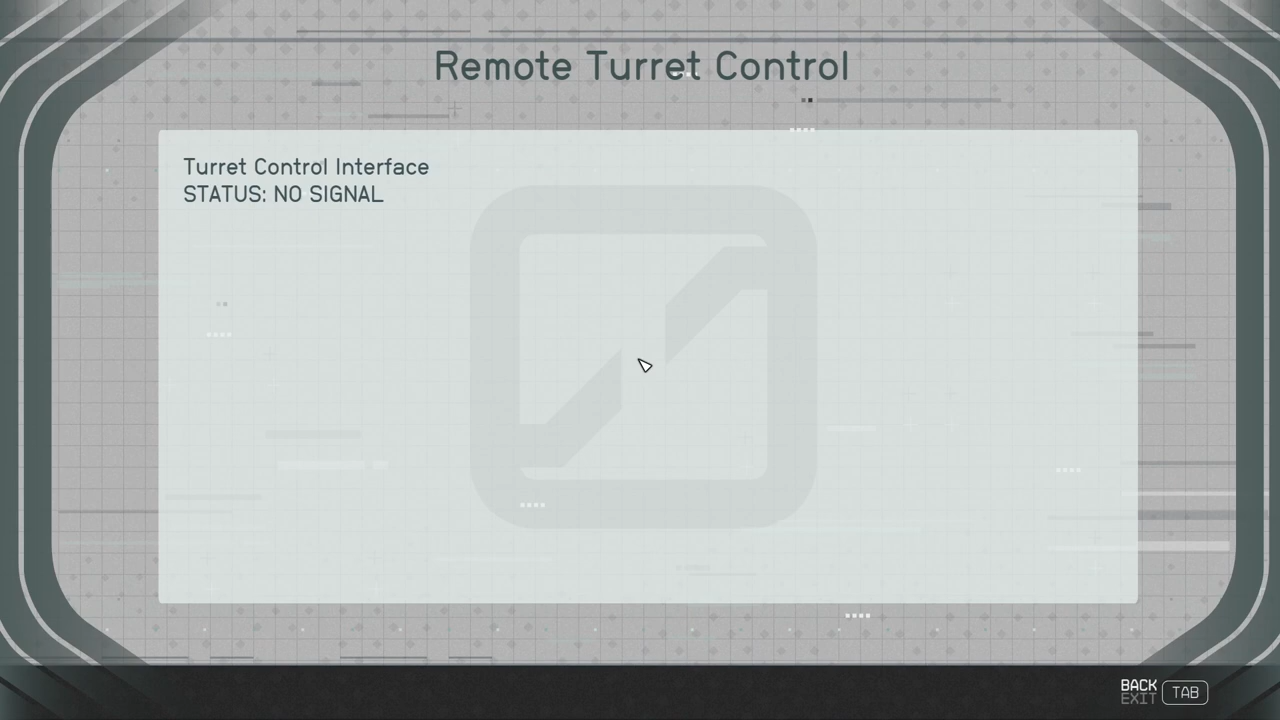 Remote Turret Control
Turret Control Interface
STATUS: NO SIGNAL
BACK
EXIT
TAB